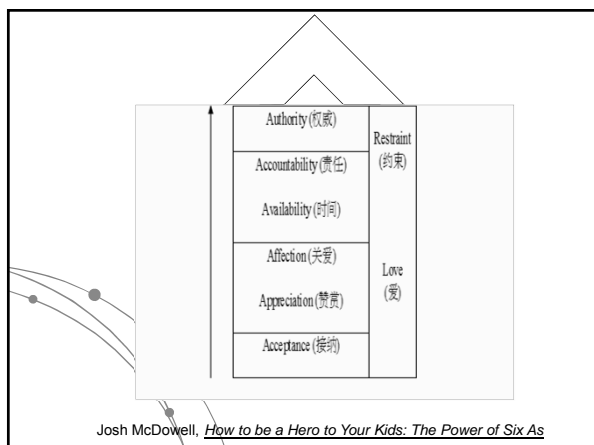 Authority (权威)
Accountability (责任)
Availability (时间)
Affection (关爱)
Appreciation (赞赏)
Acceptance (接纳)
Restraint
(约束)
Love
(爱)
Josh McDowell, How to be a Hero to Your Kids: The Power of Six As